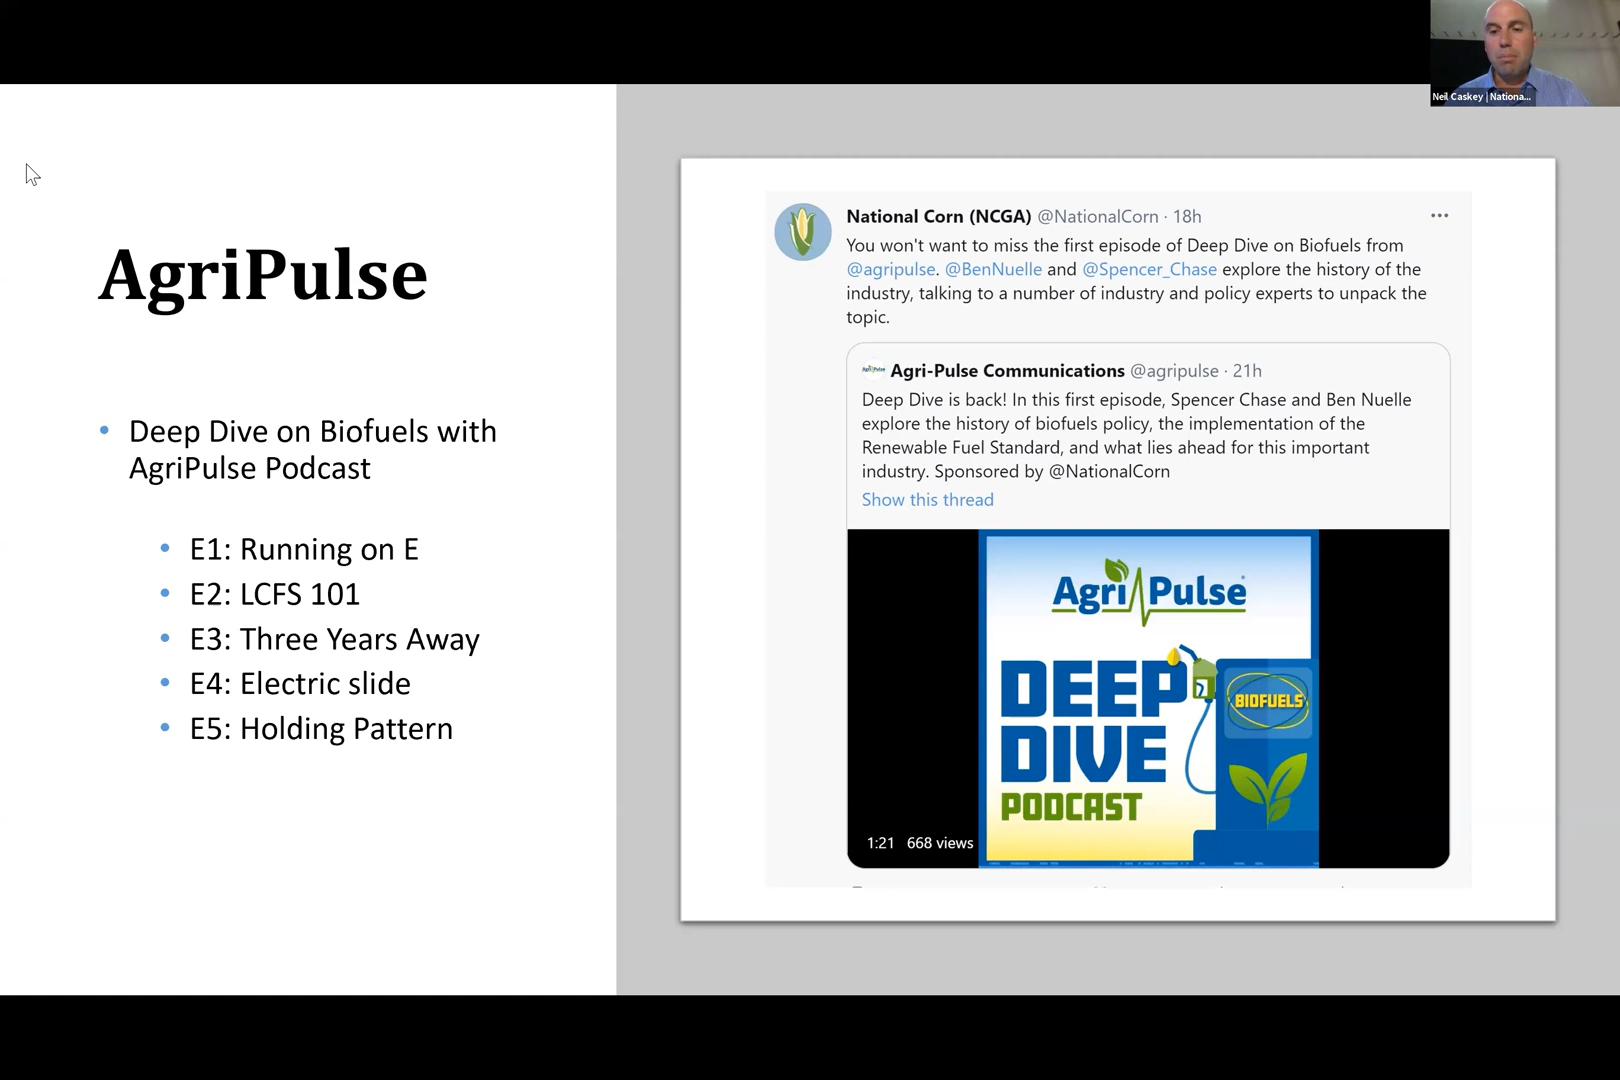 Neil Caskey | Nationa...
AgriPulse
• Deep Dive on Biofuels with
AgriPulse Podcast
• E1: Running on E
• E2: LCFS 101
• E3: Three Years Away
• E4: Electric slide
• E5: Holding Pattern
National Corn (NCGA) @NationalCorn · 18h
You won't want to miss the first episode of Deep Dive on Biofuels from
@agripulse. @BenNuelle and @Spencer_Chase explore the history of the
industry, talking to a number of industry and policy experts to unpack the
topic.
Agri-Pulse Communications @agripulse · 21h
Deep Dive is back! In this first episode, Spencer Chase and Ben Nuelle
explore the history of biofuels policy, the implementation of the
Renewable Fuel Standard, and what lies ahead for this important
industry. Sponsored by @NationalCorn
Show this thread
Agri Pulse
DEEP
DIVE
PODCAST
BIOFUELS
1:21 668 views